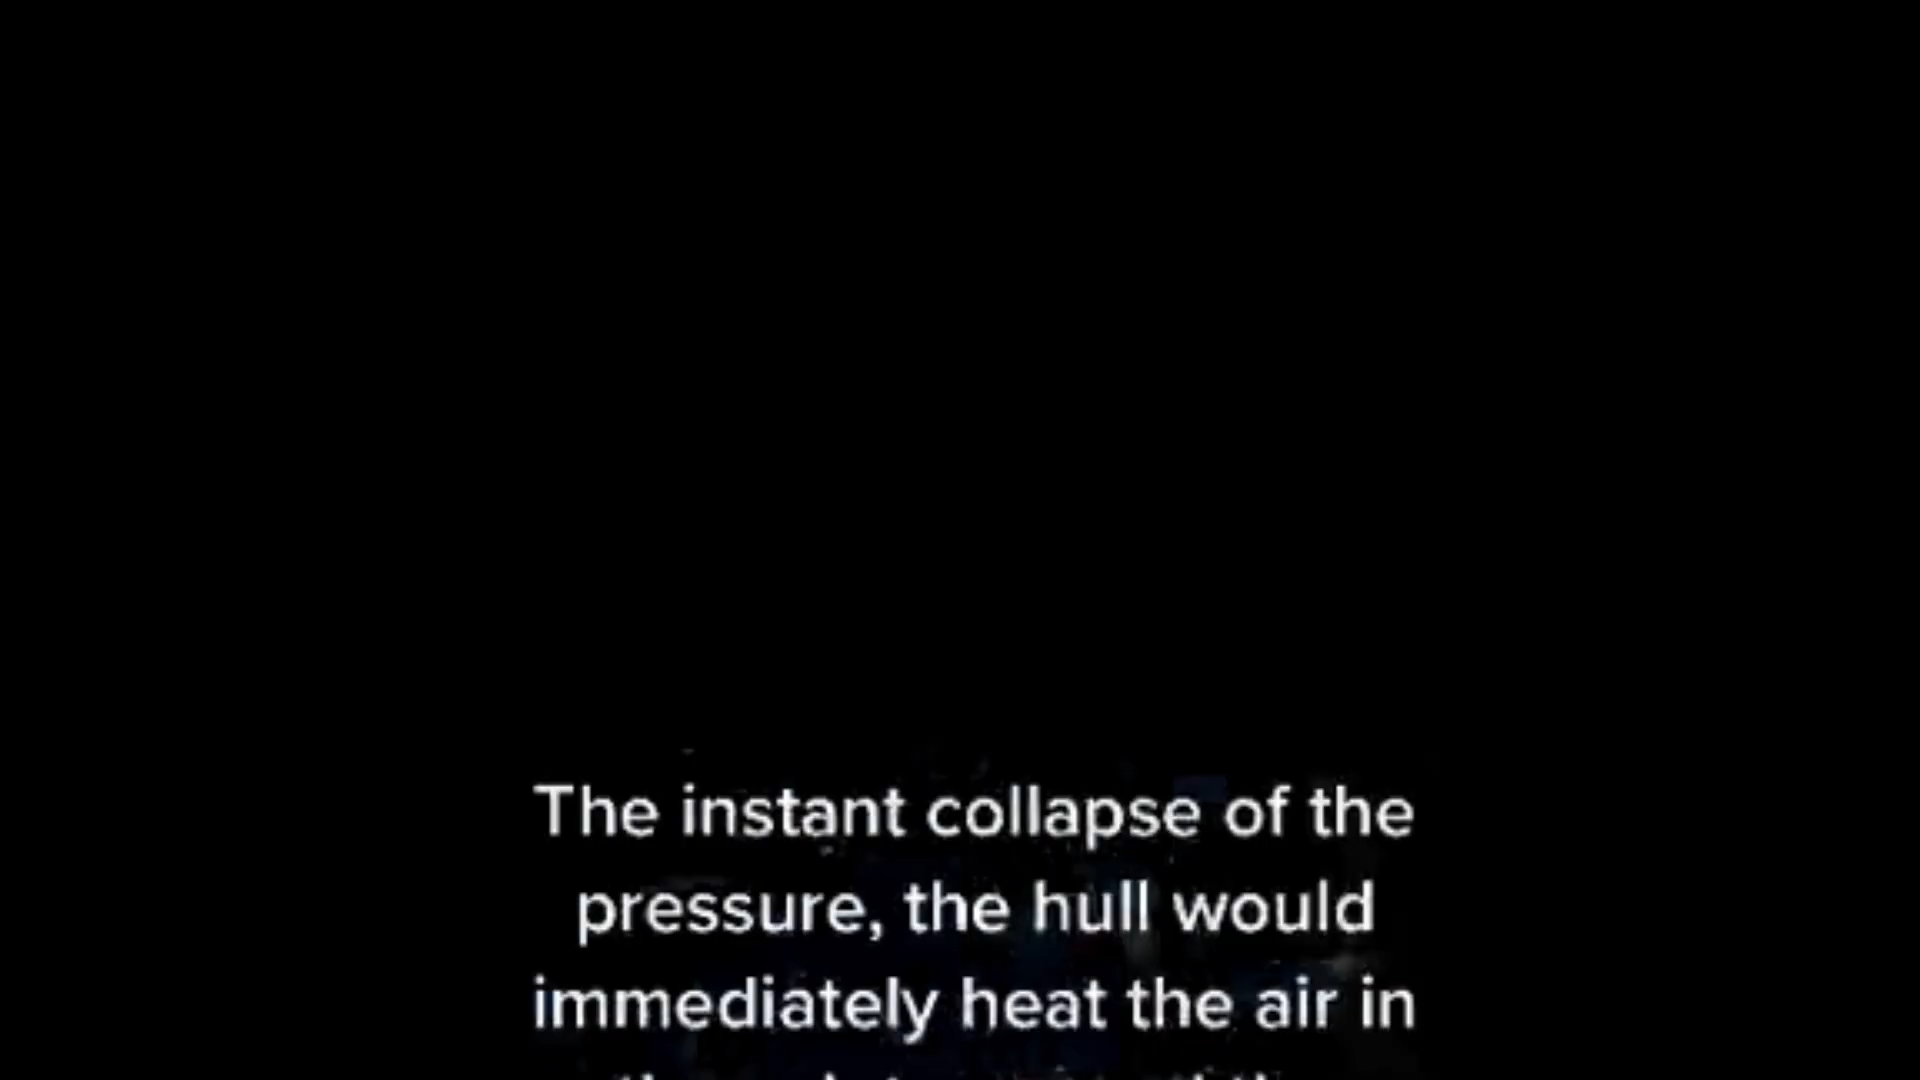 The instant collapse of the
pressure, the hull would
immediately heat the air in